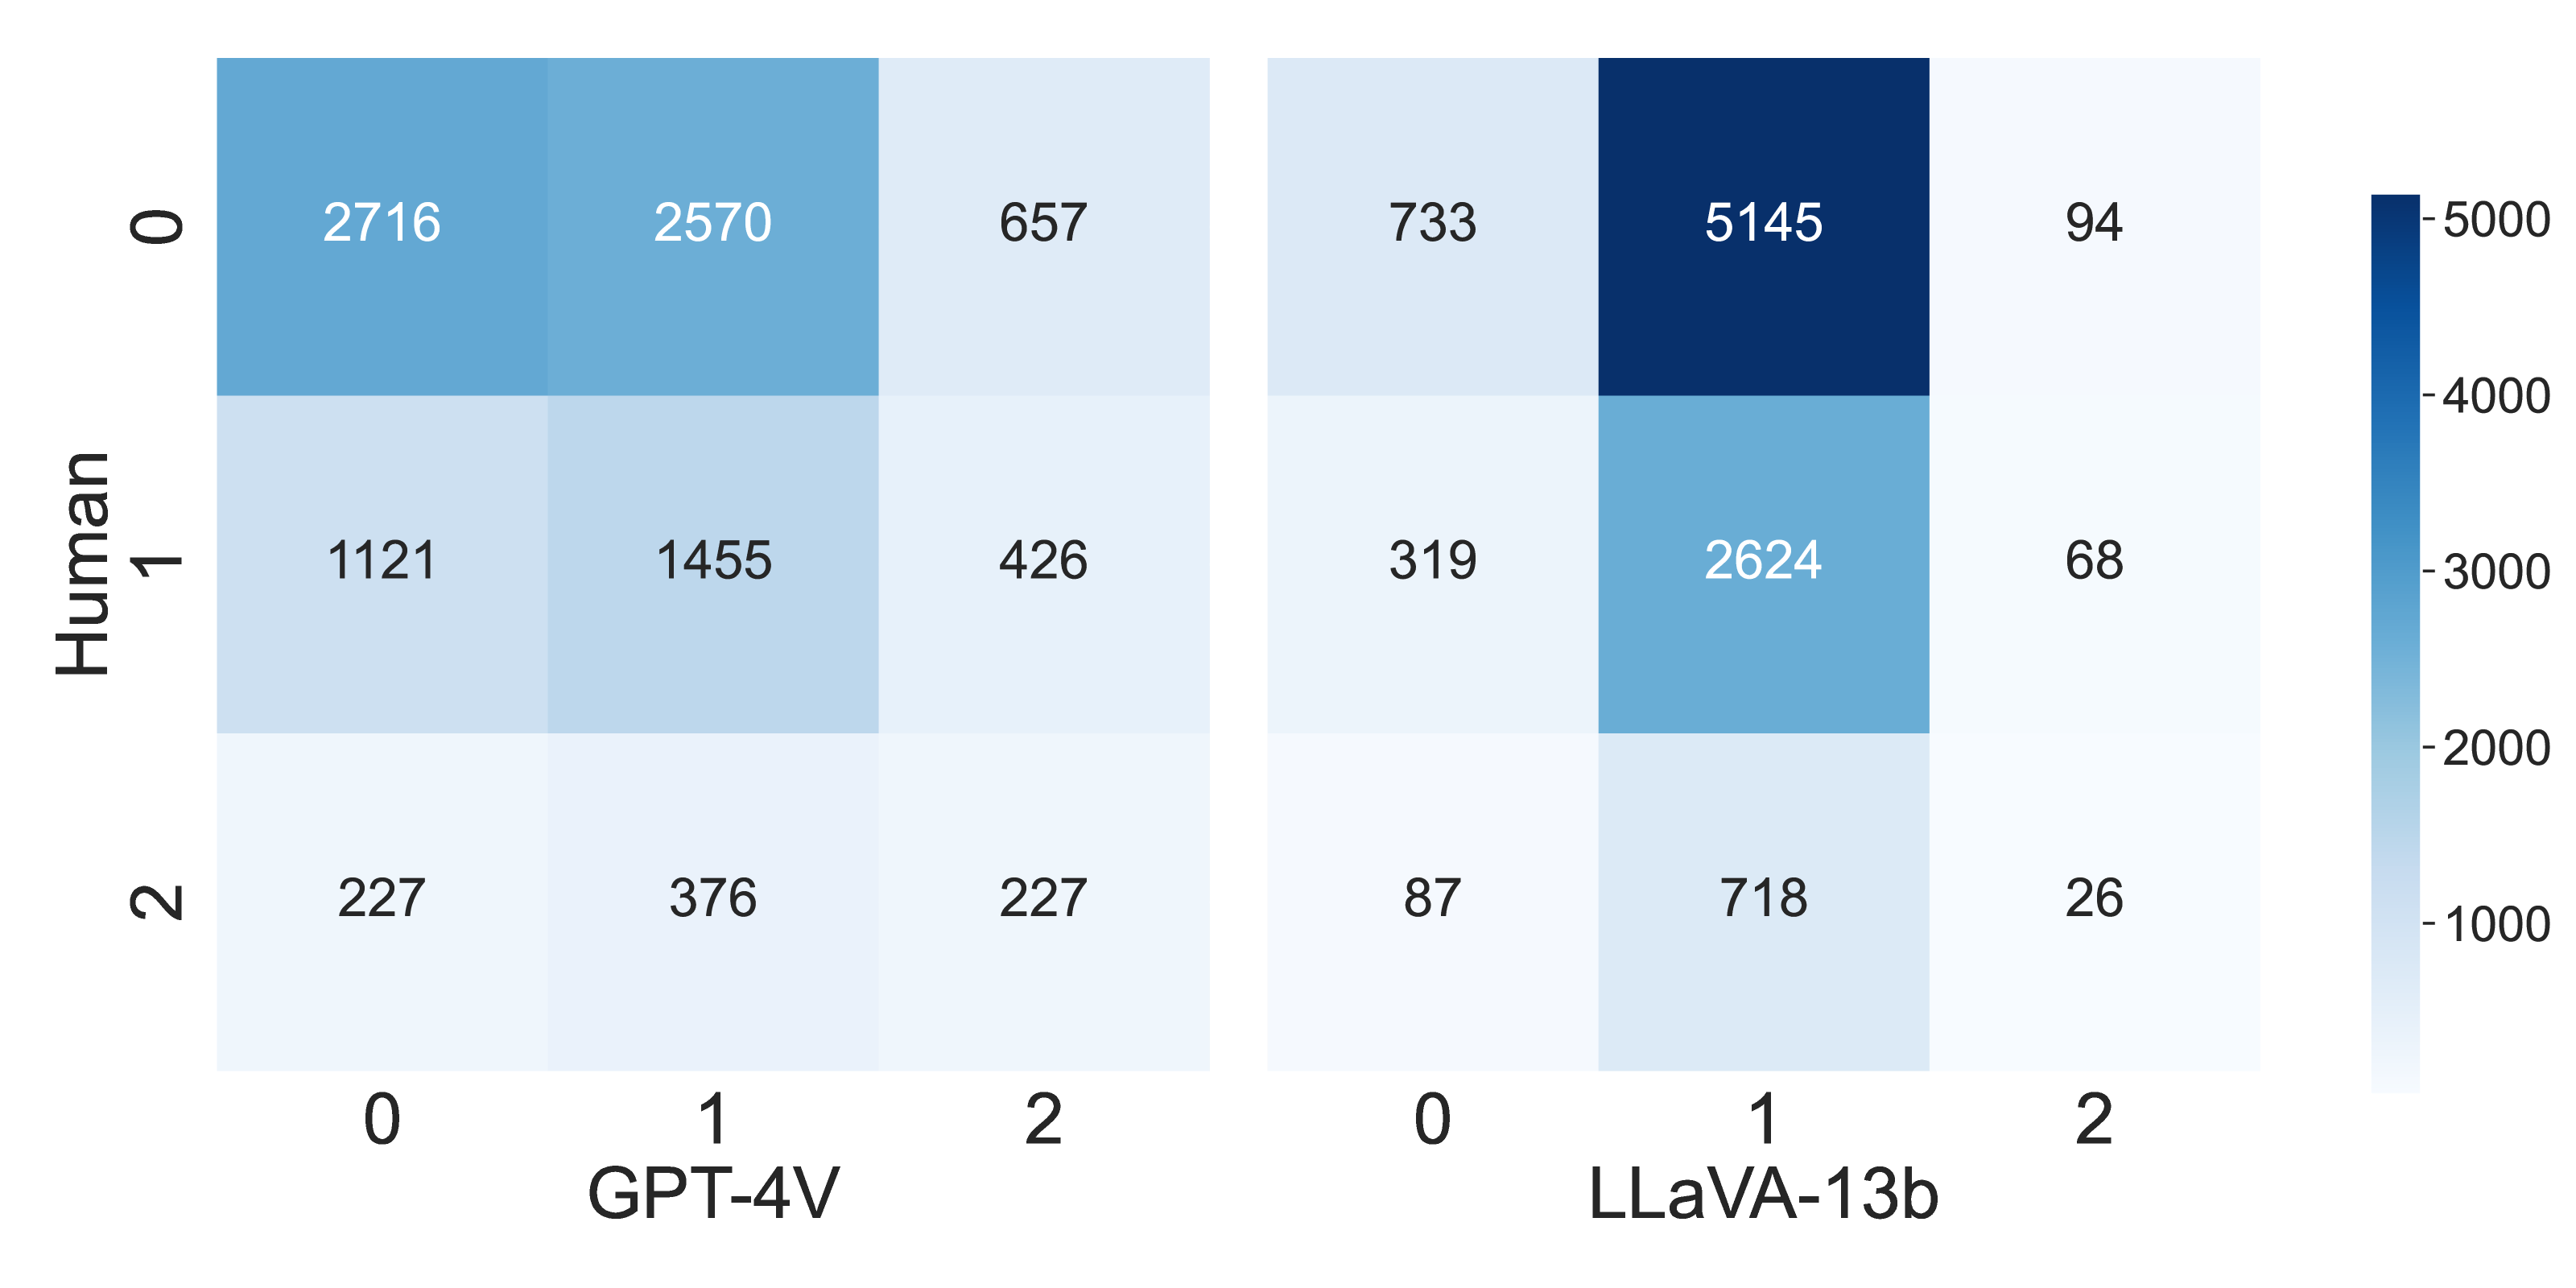 0 2716 2570 657 733 5145 94 5000
4000
Human
1 1121 1455 426 319 2624 68 3000
2000
2 227 376 227 87 718 26 1000
0 1 2 0 1 2
GPT-4V LLaVA-13b